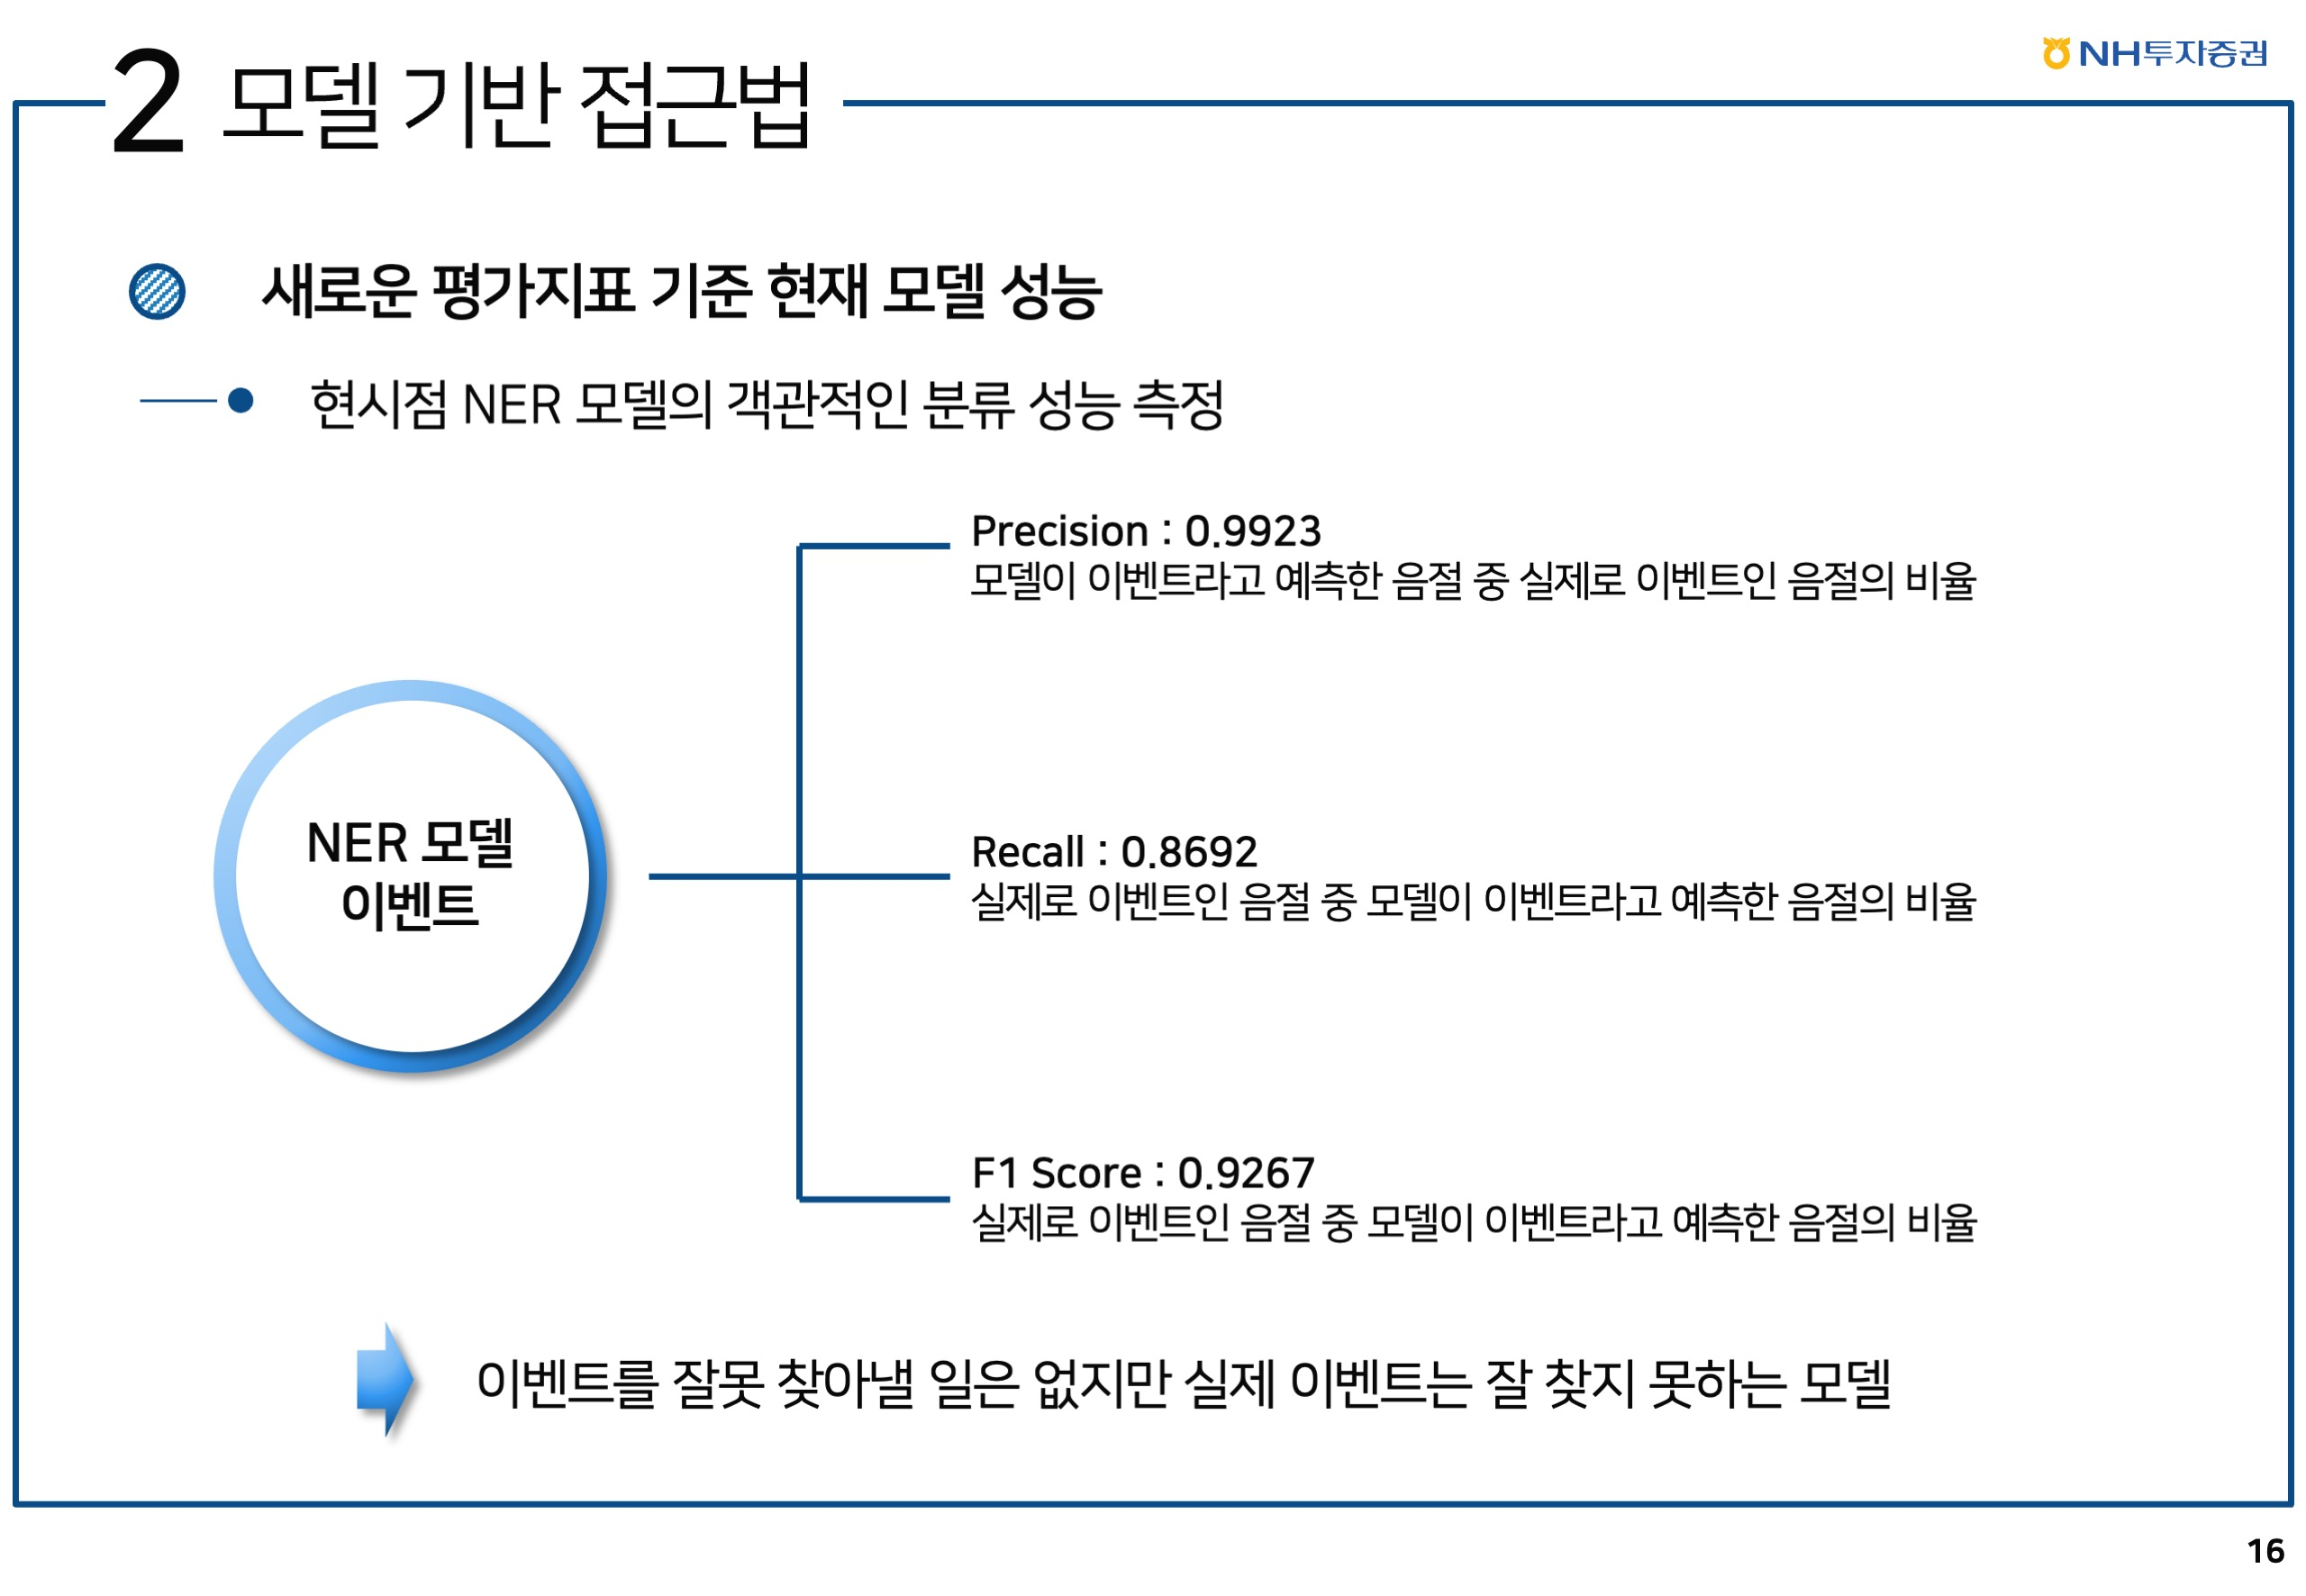 2 모델 기반 접근법
NH투자증권
새로운 평가지표 기준 현재 모델 성능
현시점 NER 모델의 객관적인 분류 성능 측정
Precision : 0.9923
모델이 이벤트라고 예측한 음절 중 실제로 이벤트인 음절의 비율
NER 모델
이벤트
Recall : 0.8692
실제로 이벤트인 음절 중 모델이 이벤트라고 예측한 음절의 비율
F1 Score : 0.9267
실제로 이벤트인 음절 중 모델이 이벤트라고 예측한 음절의 비율
이벤트를 잘못 찾아낼 일은 없지만 실제 이벤트는 잘 찾지 못하는 모델
16